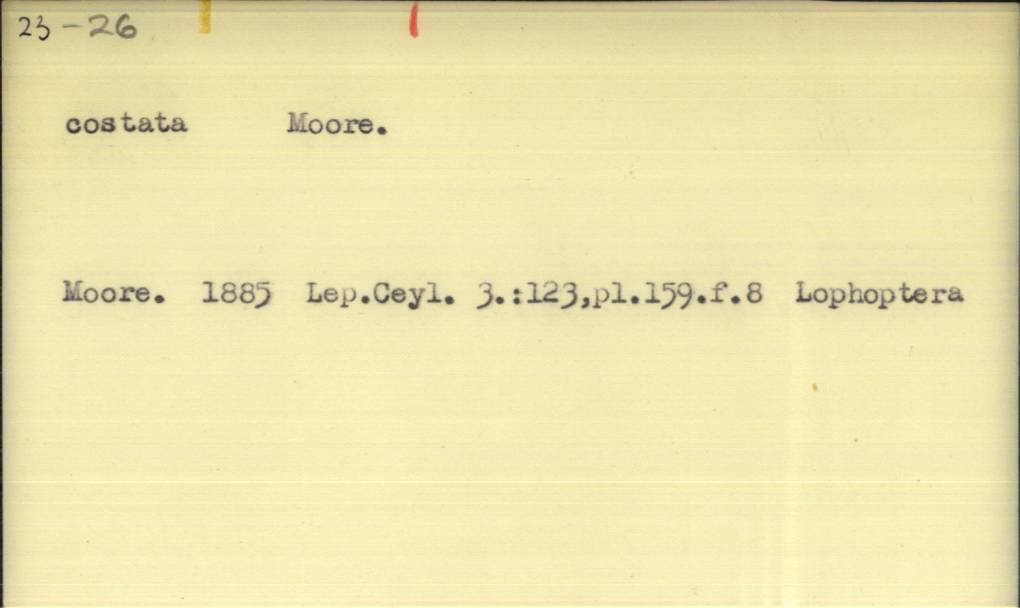 23-26
costata Moore.
Moore. 1885 Lep.Ceyl. 3.:123,pl.159.f.8 Lophoptera